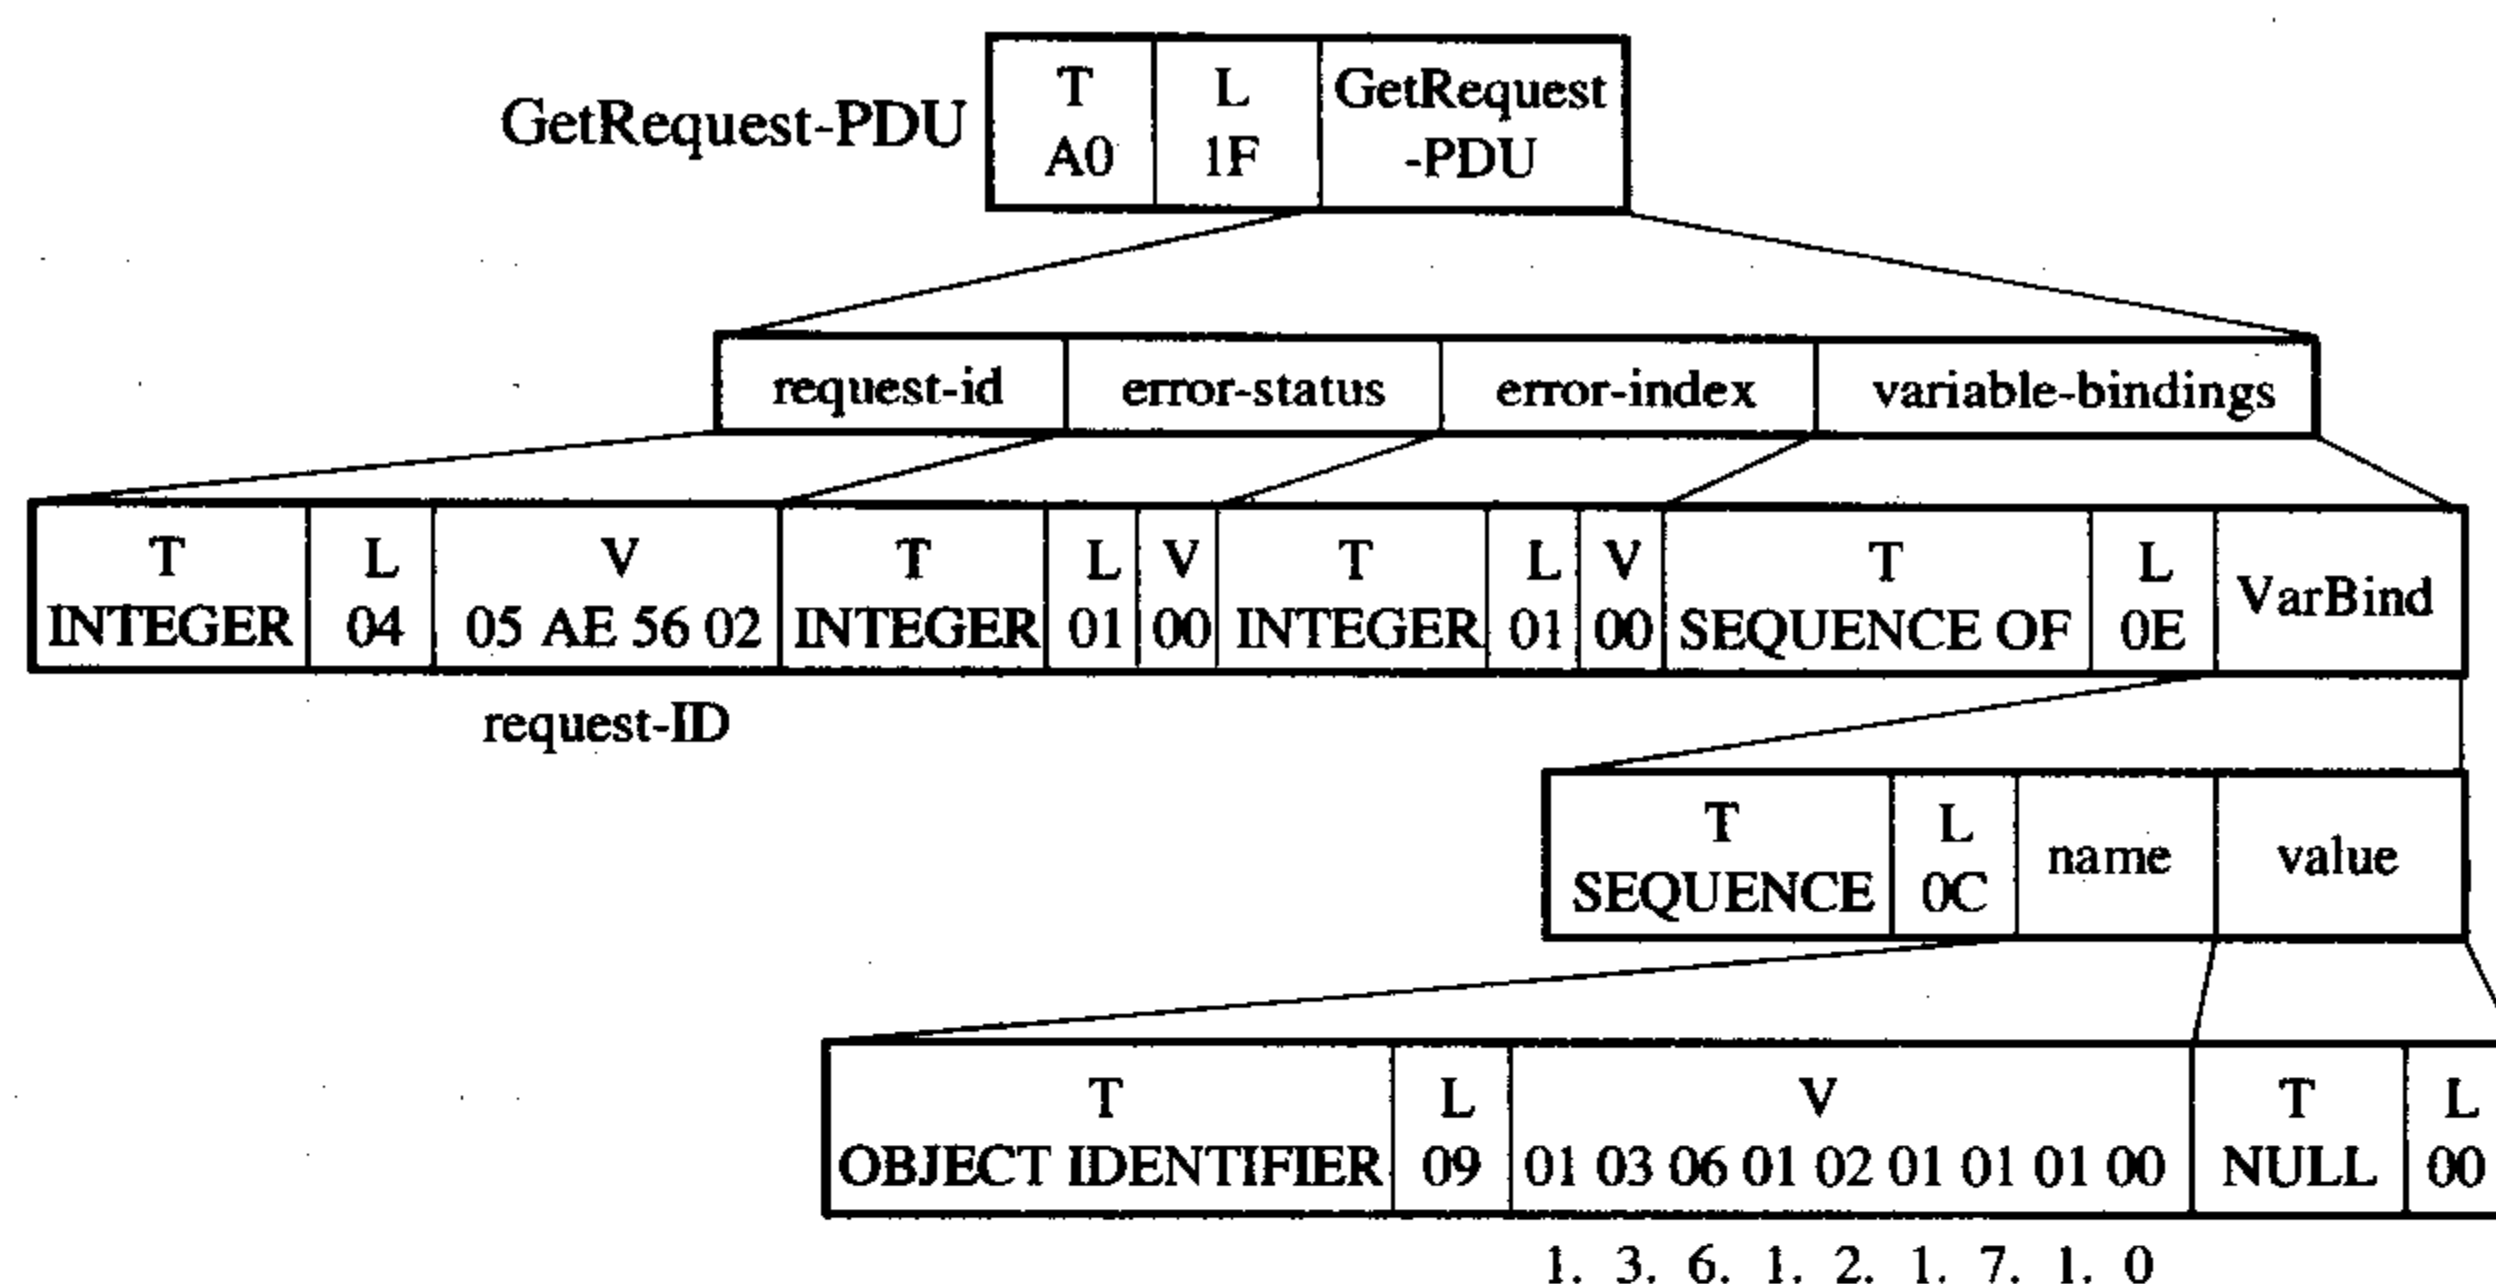 GetRequest-PDU
T L GetRequest
A0 1F -PDU
request-id error-status error-index variable-bindings
T L V T L V T L V T L VarBind
INTEGER 04 05 AE 56 02 INTEGER 01 00 INTEGER 01 00 SEQUENCE OF 0E
request-ID
T L name value
SEQUENCE 0C
T L V T L
OBJECT IDENTIFIER 09 01 03 06 01 02 01 01 01 00 NULL 00
1. 3. 6. 1. 2. 1. 7. 1. 0